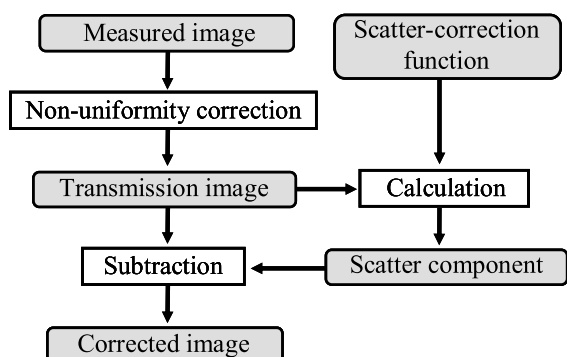 Measured image
Scatter-correction
function
Non-uniformity correction
Transmission image
Calculation
Subtraction
Scatter component
Corrected image